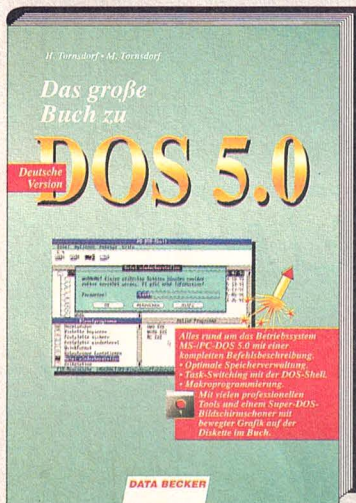 H. Tornsdorf • M. Tornsdorf
Das große
Buch zu
DOS 5.0
Deutsche
Version
Alles rund um das Betriebssystem
MS-/PC-DOS 5.0 mit einer
kompletten Befehlsbeschreibung.
• Optimale Speicherverwaltung.
• Task-Switching mit der DOS-Shell.
• Makroprogrammierung.
Mit vielen professionellen
Tools und einem Super-DOS-
Bildschirmschoner mit
bewegter Grafik auf der
Diskette im Buch.
DATA BECKER